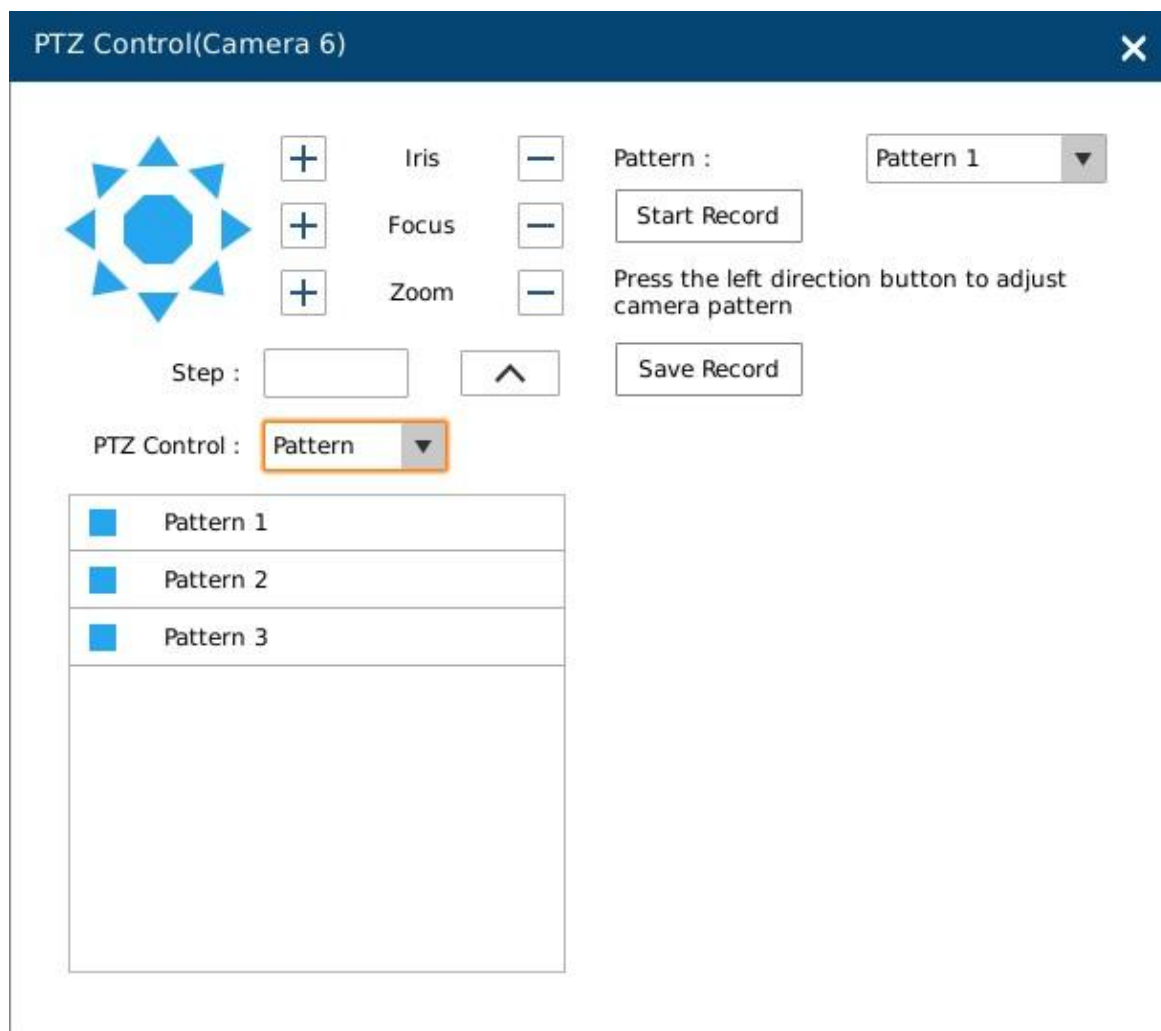 PTZ Control(Camera 6)
Iris
Focus
Zoom
Step :
PTZ Control : Pattern
Pattern 1
Pattern 2
Pattern 3
Pattern : Pattern 1
Start Record
Press the left direction button to adjust
camera pattern
Save Record